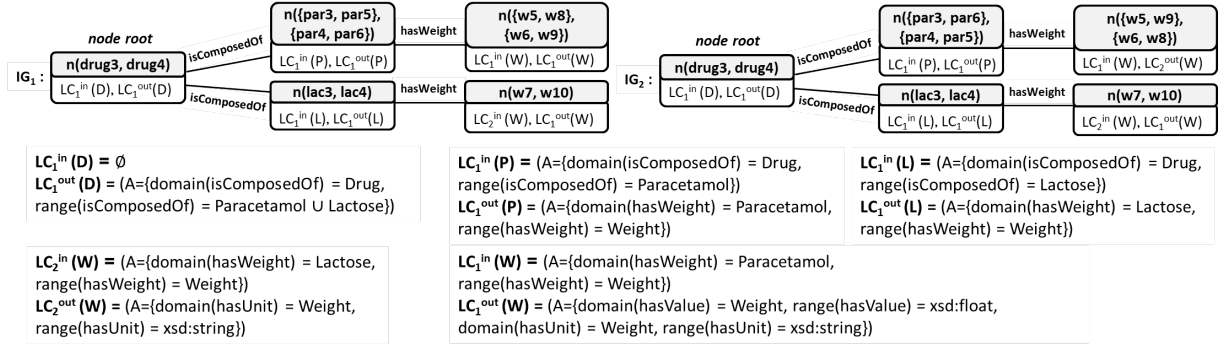 node root
IG1 :
n(drug3, drug4)
LC1in (D), LC1out(D)
isComposedOf
isComposedOf
n({par3, par5},
{par4, par6})
LC1in (P), LC1out(P)
hasWeight
n({w5, w8},
{w6, w9})
LC1in (W), LC1out(W)
n(lac3, lac4)
LC1in (L), LC1out(L)
hasWeight
n(w7, w10)
LC2in (W), LC1out(W)
node root
IG2 :
n(drug3, drug4)
LC1in (D), LC1out(D)
isComposedOf
isComposedOf
n({par3, par6},
{par4, par5})
LC1in (P), LC1out(P)
hasWeight
n({w5, w9},
{w6, w8})
LC1in (W), LC2out(W)
n(lac3, lac4)
LC1in (L), LC1out(L)
hasWeight
n(w7, w10)
LC2in (W), LC1out(W)
LC1in (D) = ∅
LC1out (D) = (A={domain(isComposedOf) = Drug,
range(isComposedOf) = Paracetamol ∪ Lactose})
LC1in (P) = (A={domain(isComposedOf) = Drug,
range(isComposedOf) = Paracetamol})
LC1out (P) = (A={domain(hasWeight) = Paracetamol,
range(hasWeight) = Weight})
LC1in (L) = (A={domain(isComposedOf) = Drug,
range(isComposedOf) = Lactose})
LC1out (L) = (A={domain(hasWeight) = Lactose,
range(hasWeight) = Weight})
LC2in (W) = (A={domain(hasWeight) = Lactose,
range(hasWeight) = Weight})
LC2out (W) = (A={domain(hasUnit) = Weight,
range(hasUnit) = xsd:string})
LC1in (W) = (A={domain(hasWeight) = Paracetamol,
range(hasWeight) = Weight})
LC1out (W) = (A={domain(hasValue) = Weight, range(hasValue) = xsd:float,
domain(hasUnit) = Weight, range(hasUnit) = xsd:string})